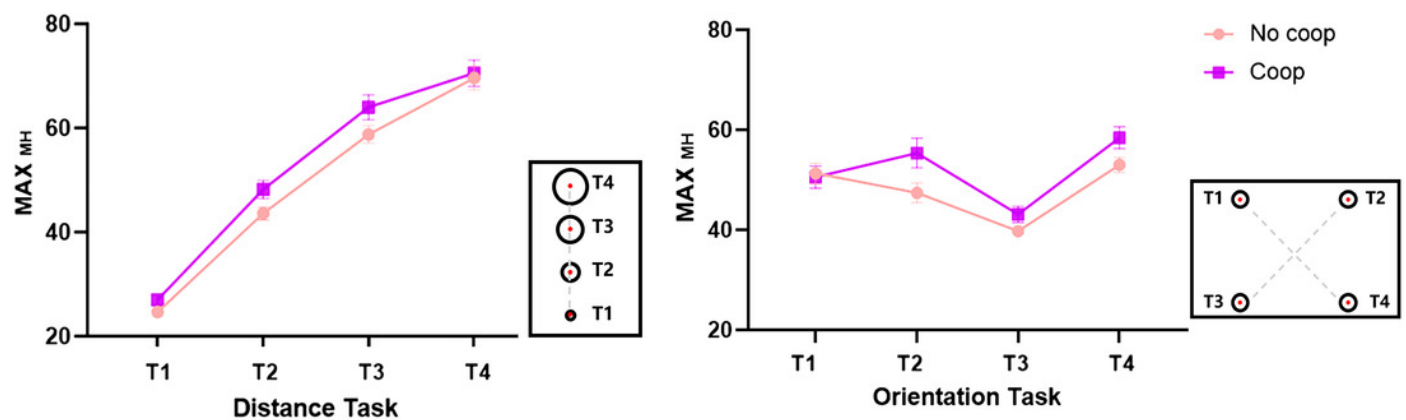 80
60
40
20
MAX MH
T1 T2 T3 T4
Distance Task
T4
T3
T2
T1
80
60
40
20
MAX MH
T1 T2 T3 T4
Orientation Task
No coop
Coop
T1 T2
T3 T4